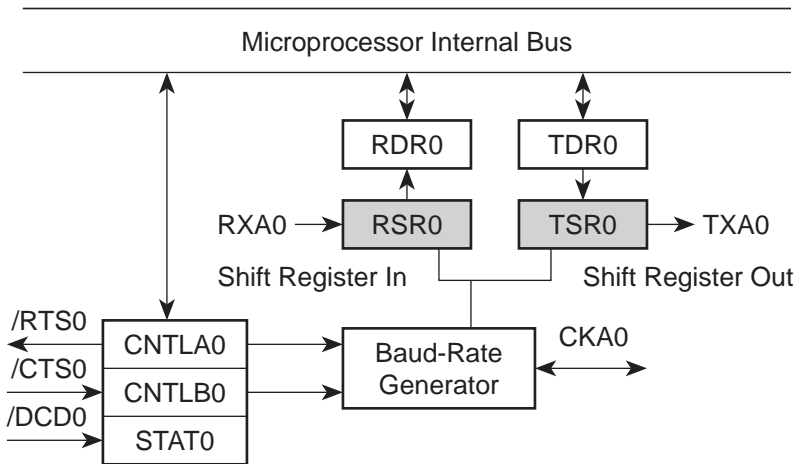 Microprocessor Internal Bus
RDR0
TDR0
RXA0
RSR0
TSR0
TXA0
Shift Register In
Shift Register Out
/RTS0
CNTLA0
Baud-Rate
Generator
CKA0
/CTS0
CNTLB0
/DCD0
STAT0